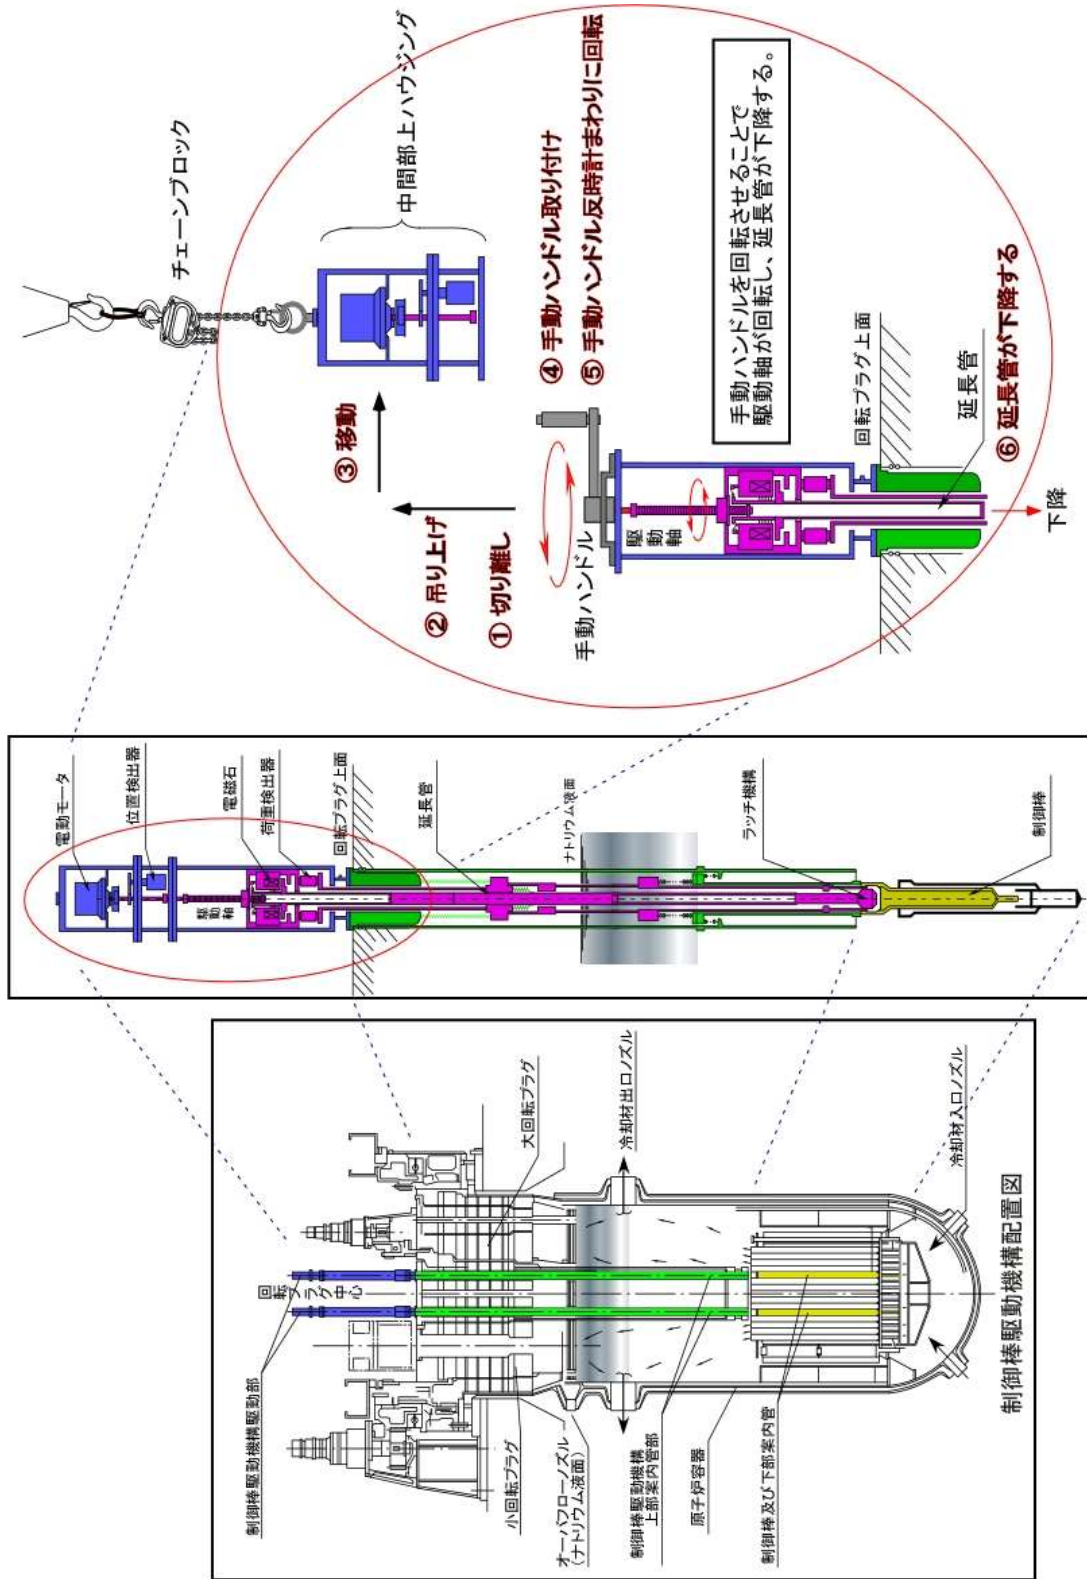 制御棒駆動機構駆動部
回転プラグ中心
大回転プラグ
小回転プラグ
オーバフローノズル
（ナトリウム液面）
冷却材出口ノズル
制御棒駆動機構
上部案内管部
原子炉容器
制御棒及び下部案内管
冷却材入口ノズル
制御棒駆動機構配置図
電動モータ
位置検出器
駆動軸
電磁石
荷重検出器
回転プラグ上面
延長管
ナトリウム液面
ラッチ機構
制御棒
チェーンブロック
中間部上ハウジング
③ 移動
② 吊り上げ
① 切り離し
④ 手動ハンドル取り付け
⑤ 手動ハンドル反時計まわりに回転
手動ハンドル
駆動軸
手動ハンドルを回転させることで
駆動軸が回転し、延長管が下降する。
回転プラグ上面
延長管
⑥ 延長管が下降する
下降